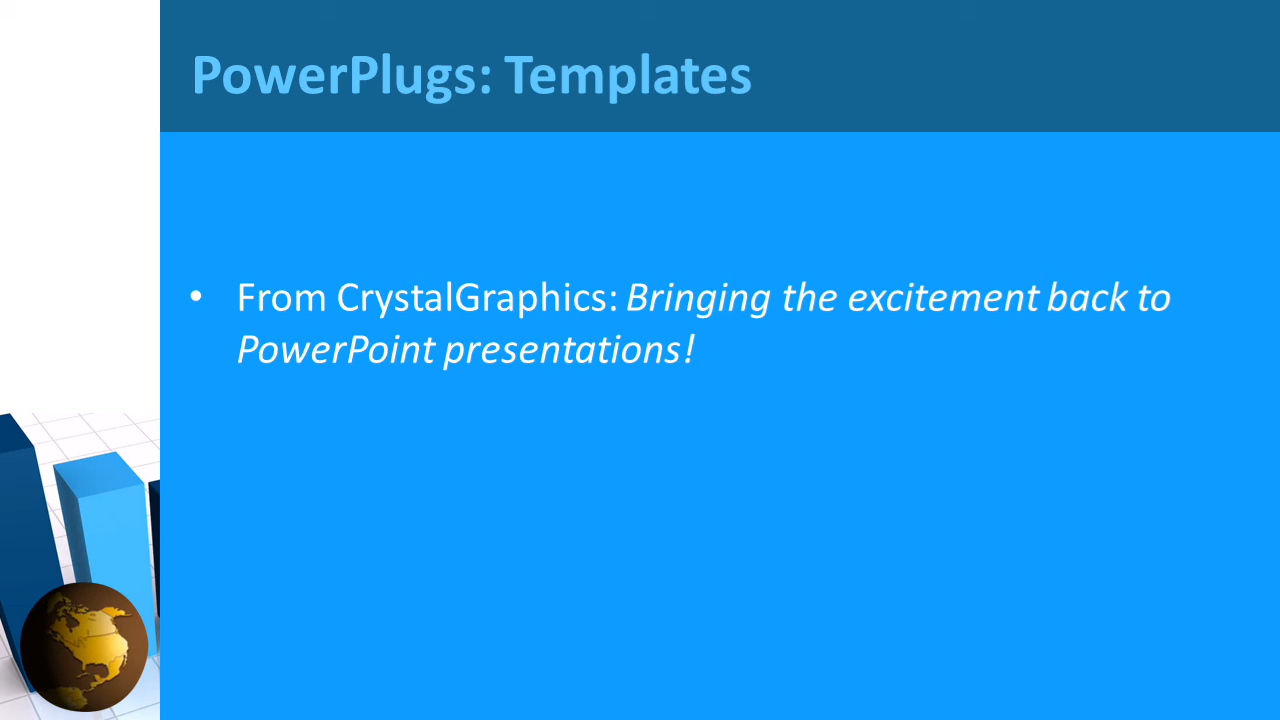 PowerPlugs: Templates
• From CrystalGraphics: Bringing the excitement back to
PowerPoint presentations!